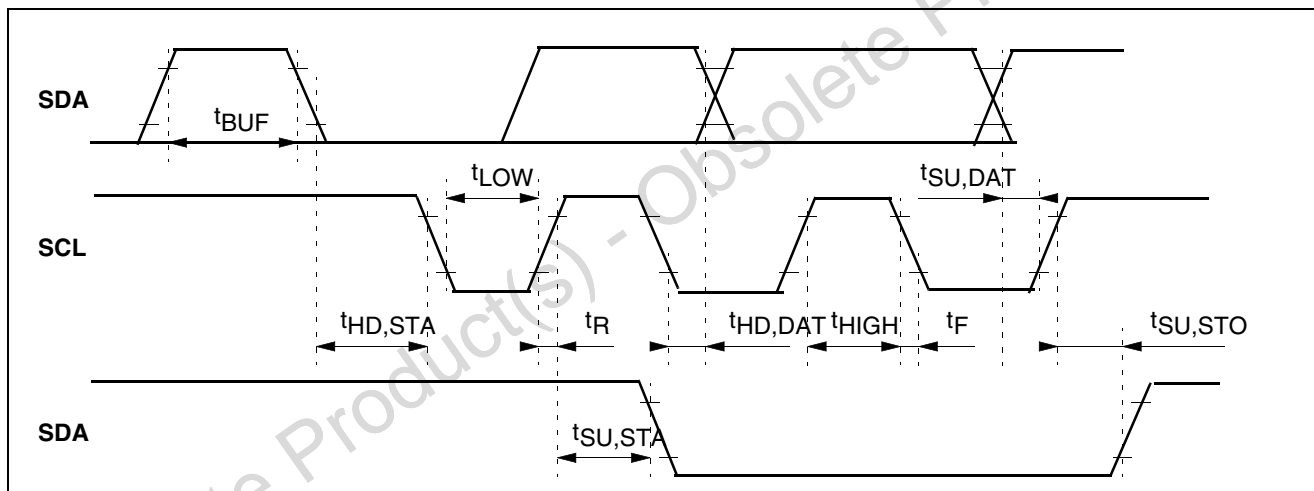 SDA
tBUF
tLOW
tSU,DAT
SCL
tHD,STA
tR
tHD,DAT
tHIGH
tF
tSU,STO
SDA
tSU,STA
Product(s) - Obsolete